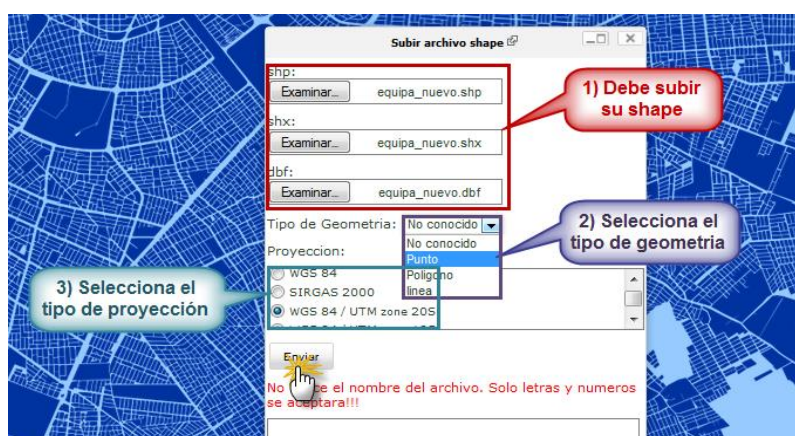 Subir archivo shape
shp:
Examinar... equipa_nuevo.shp
1) Debe subir
su shape
shx:
Examinar... equipa_nuevo.shx
dbf:
Examinar... equipa_nuevo.dbf
Tipo de Geometria: No conocido
No conocido
Punto
Poligono
linea
2) Selecciona el
tipo de geometria
Proyeccion:
WGS 84
SIRGAS 2000
WGS 84 / UTM zone 20S
3) Selecciona el
tipo de proyección
Enviar
No el nombre del archivo. Solo letras y numeros
se aceptara!!!